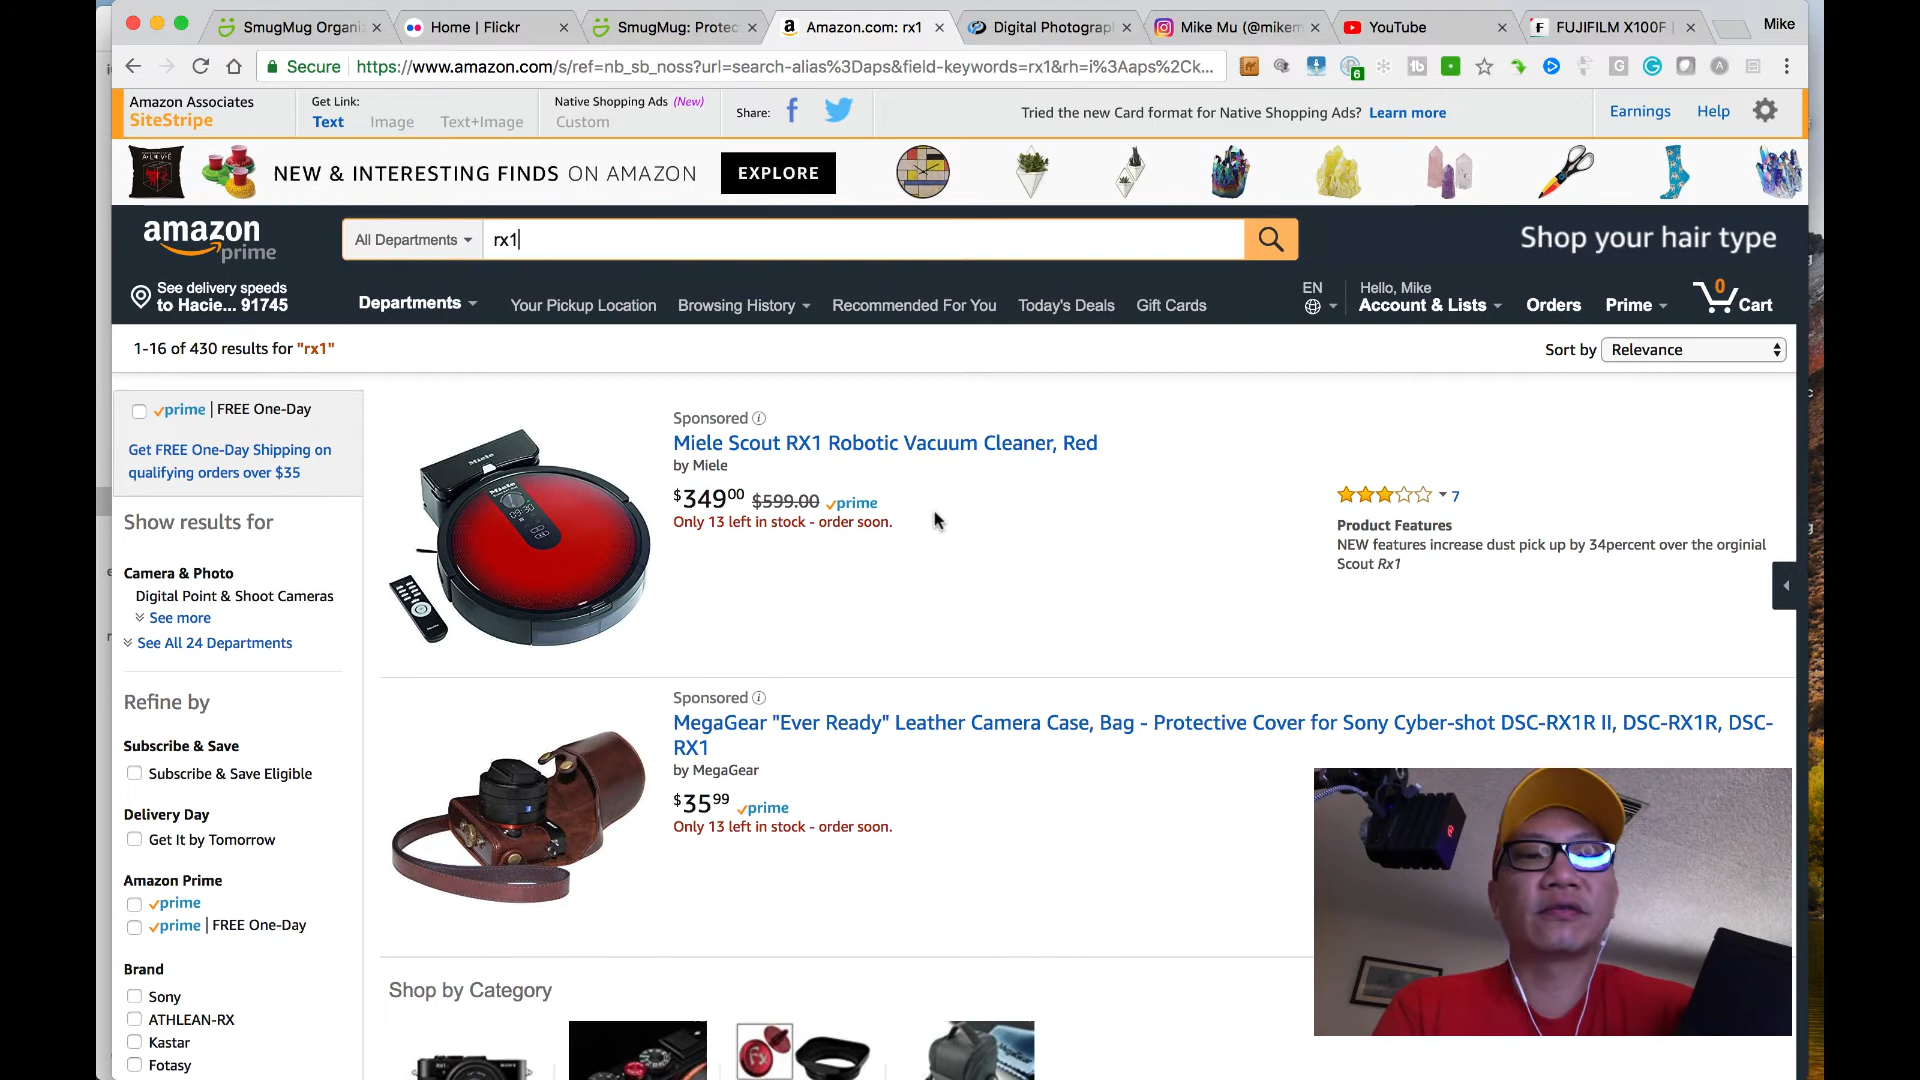 SmugMug Organi
Home | Flickr
SmugMug: Protec
Amazon.com: rx1
Digital Photograp
Mike Mu (@mikem
YouTube
FUJIFILM X100F |
Mike
Secure
https://www.amazon.com/s/ref=nb_sb_noss?url=search-alias%3Daps&field-keywords=rx1&rh=i%3Aaps%2Ck...
6
Amazon Associates
SiteStripe
Get Link:
Text Image Text+Image
Native Shopping Ads (New)
Custom
Share:
Tried the new Card format for Native Shopping Ads? Learn more
Earnings
Help
NEW & INTERESTING FINDS ON AMAZON
EXPLORE
amazon
prime
All Departments
rx1
Shop your hair type
See delivery speeds
to Hacie... 91745
Departments
Your Pickup Location
Browsing History
Recommended For You
Today's Deals
Gift Cards
EN
Hello, Mike
Account & Lists
Orders
Prime
0
Cart
1-16 of 430 results for "rx1"
Sort by Relevance
prime | FREE One-Day
Get FREE One-Day Shipping on
qualifying orders over $35
Show results for
Camera & Photo
Digital Point & Shoot Cameras
See more
See All 24 Departments
Refine by
Subscribe & Save
Subscribe & Save Eligible
Delivery Day
Get It by Tomorrow
Amazon Prime
prime
prime | FREE One-Day
Brand
Sony
ATHLEAN-RX
Kastar
Fotasy
Sponsored
Miele Scout RX1 Robotic Vacuum Cleaner, Red
by Miele
$349 00 $599.00 prime
Only 13 left in stock - order soon.
7
Product Features
NEW features increase dust pick up by 34percent over the orginial
Scout Rx1
Sponsored
MegaGear "Ever Ready" Leather Camera Case, Bag - Protective Cover for Sony Cyber-shot DSC-RX1R II, DSC-RX1R, DSC-
RX1
by MegaGear
$35 99 prime
Only 13 left in stock - order soon.
Shop by Category